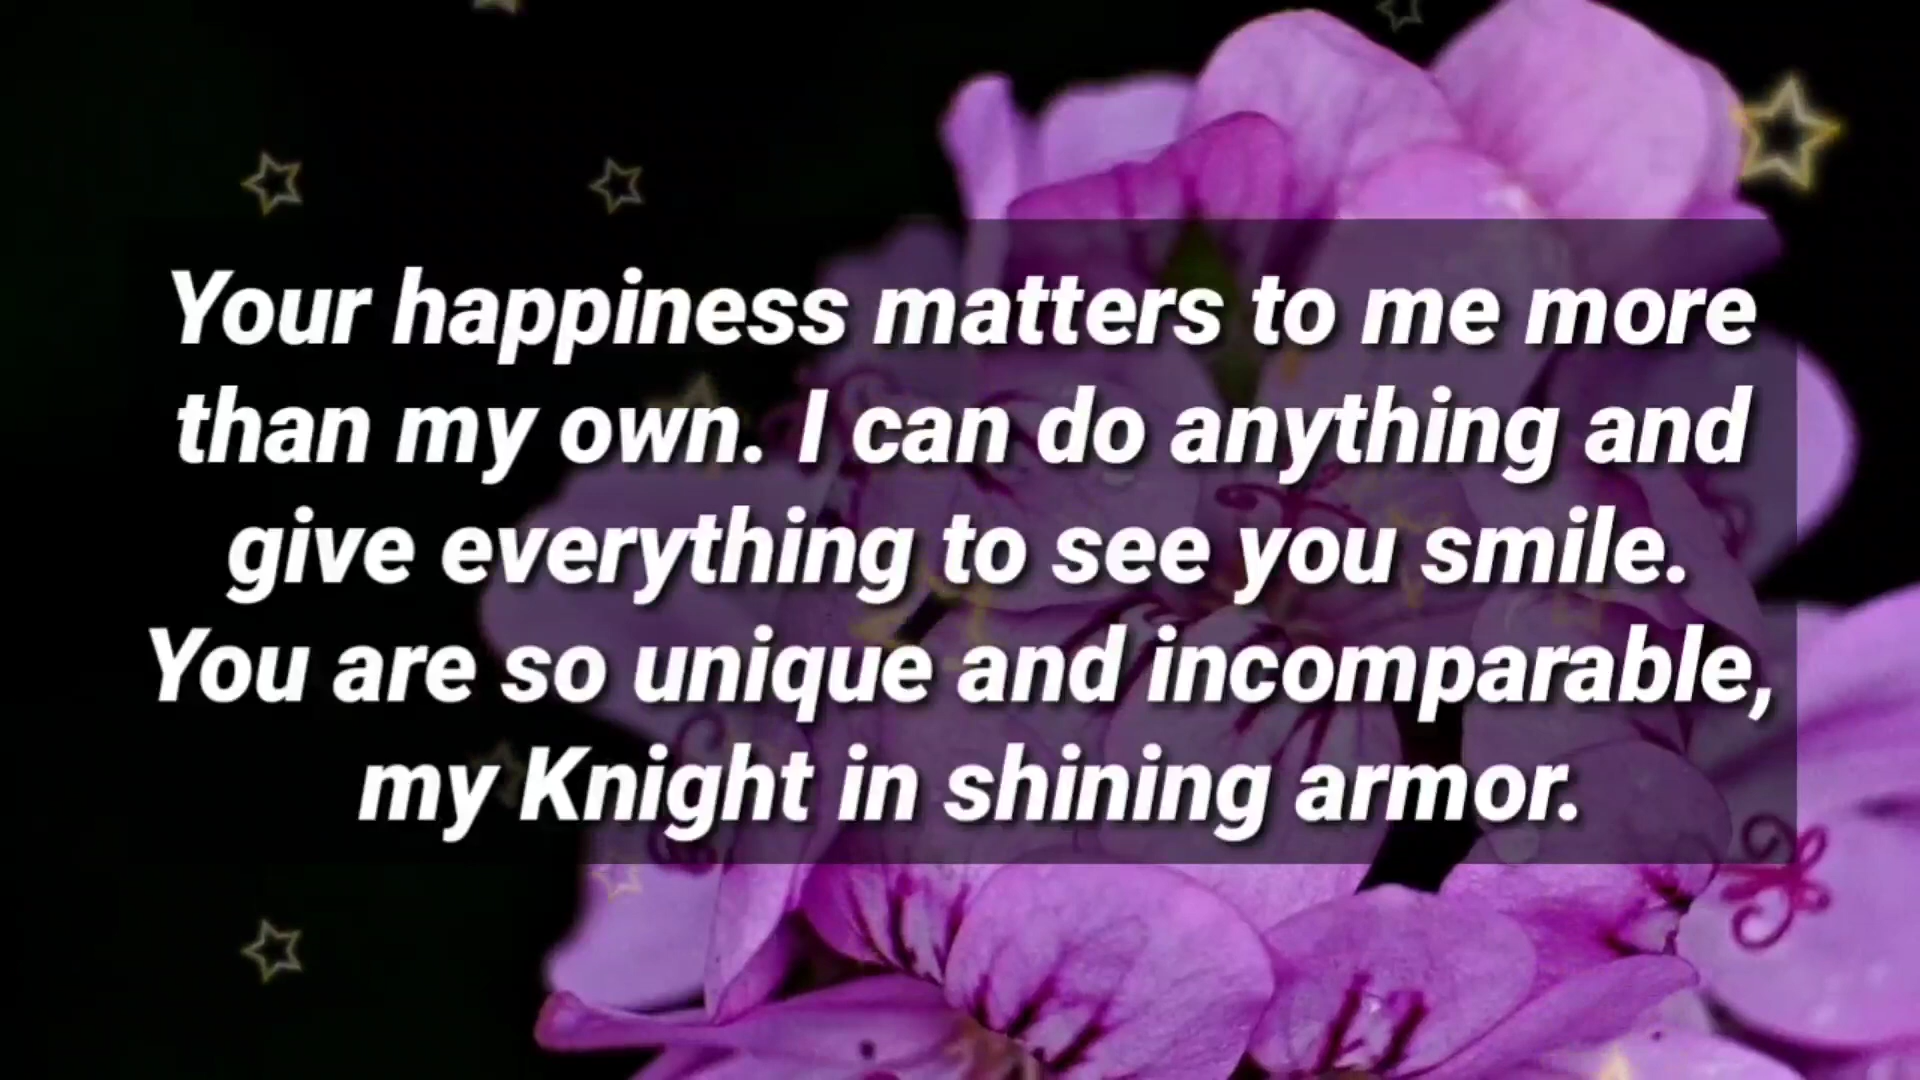 Your happiness matters to me more
than my own. I can do anything and
give everything to see you smile.
You are so unique and incomparable,
my Knight in shining armor.